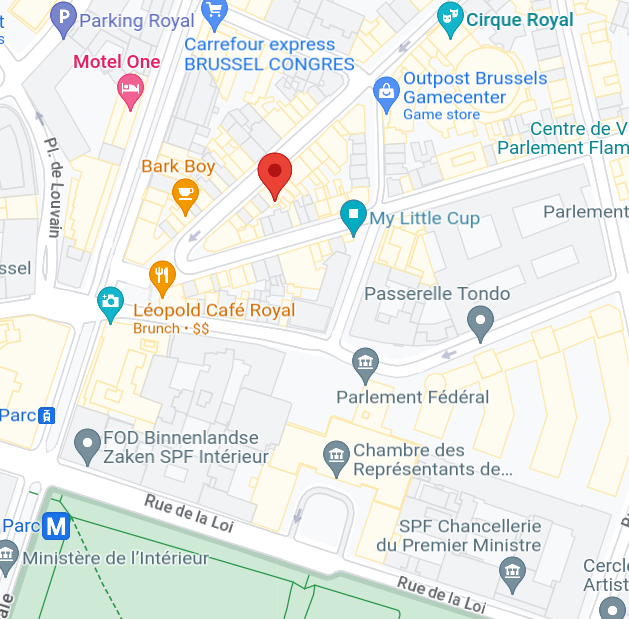 Parking Royal
Cirque Royal
Carrefour express
BRUSSEL CONGRES
Motel One
Outpost Brussels
Gamecenter
Game store
Centre de V
Parlement Flam
Pl. de Louvain
Bark Boy
My Little Cup
Parlement
ssel
Passerelle Tondo
Léopold Café Royal
Brunch • $$
Parlement Fédéral
Parc
FOD Binnenlandse
Zaken SPF Intérieur
Chambre des
Représentants de...
Rue de la Loi
Parc M
SPF Chancellerie
du Premier Ministre
Ministère de l'Intérieur
Rue de la Loi
Cercle
Artist
ale